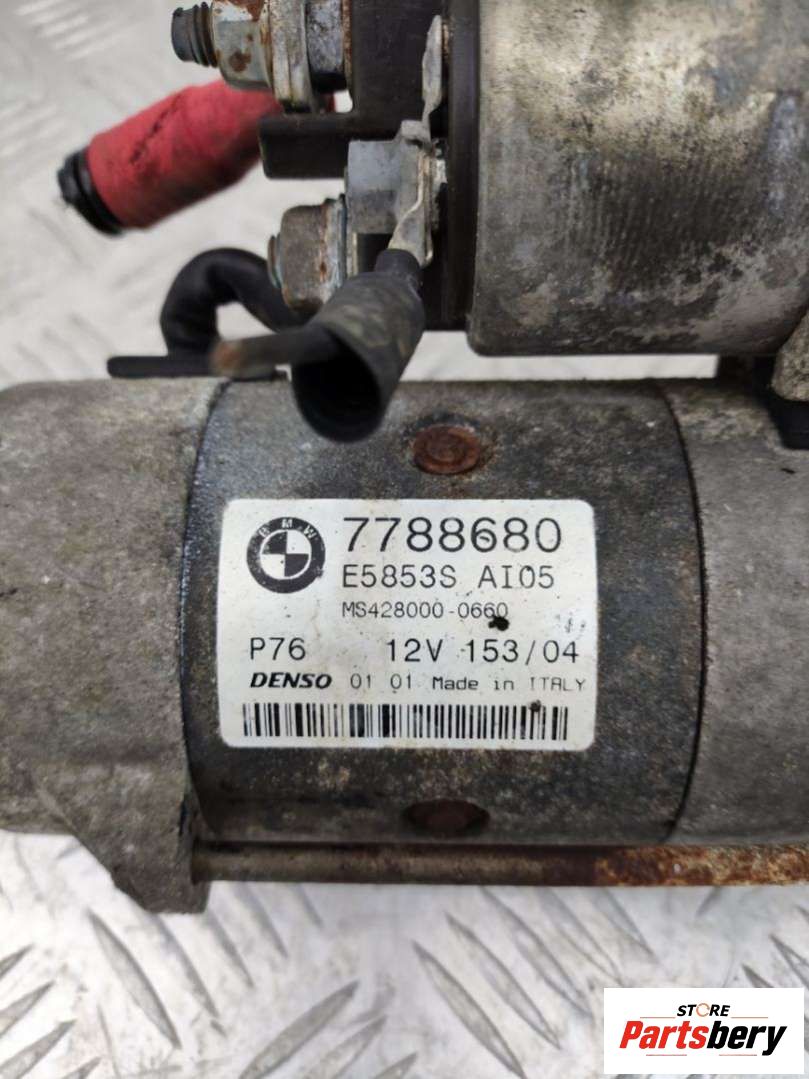 BMW
7788680
E5853S AI05
MS428000-0660
P76 12V 153/04
DENSO 01 01 Made in ITALY
STORE
Partsbery